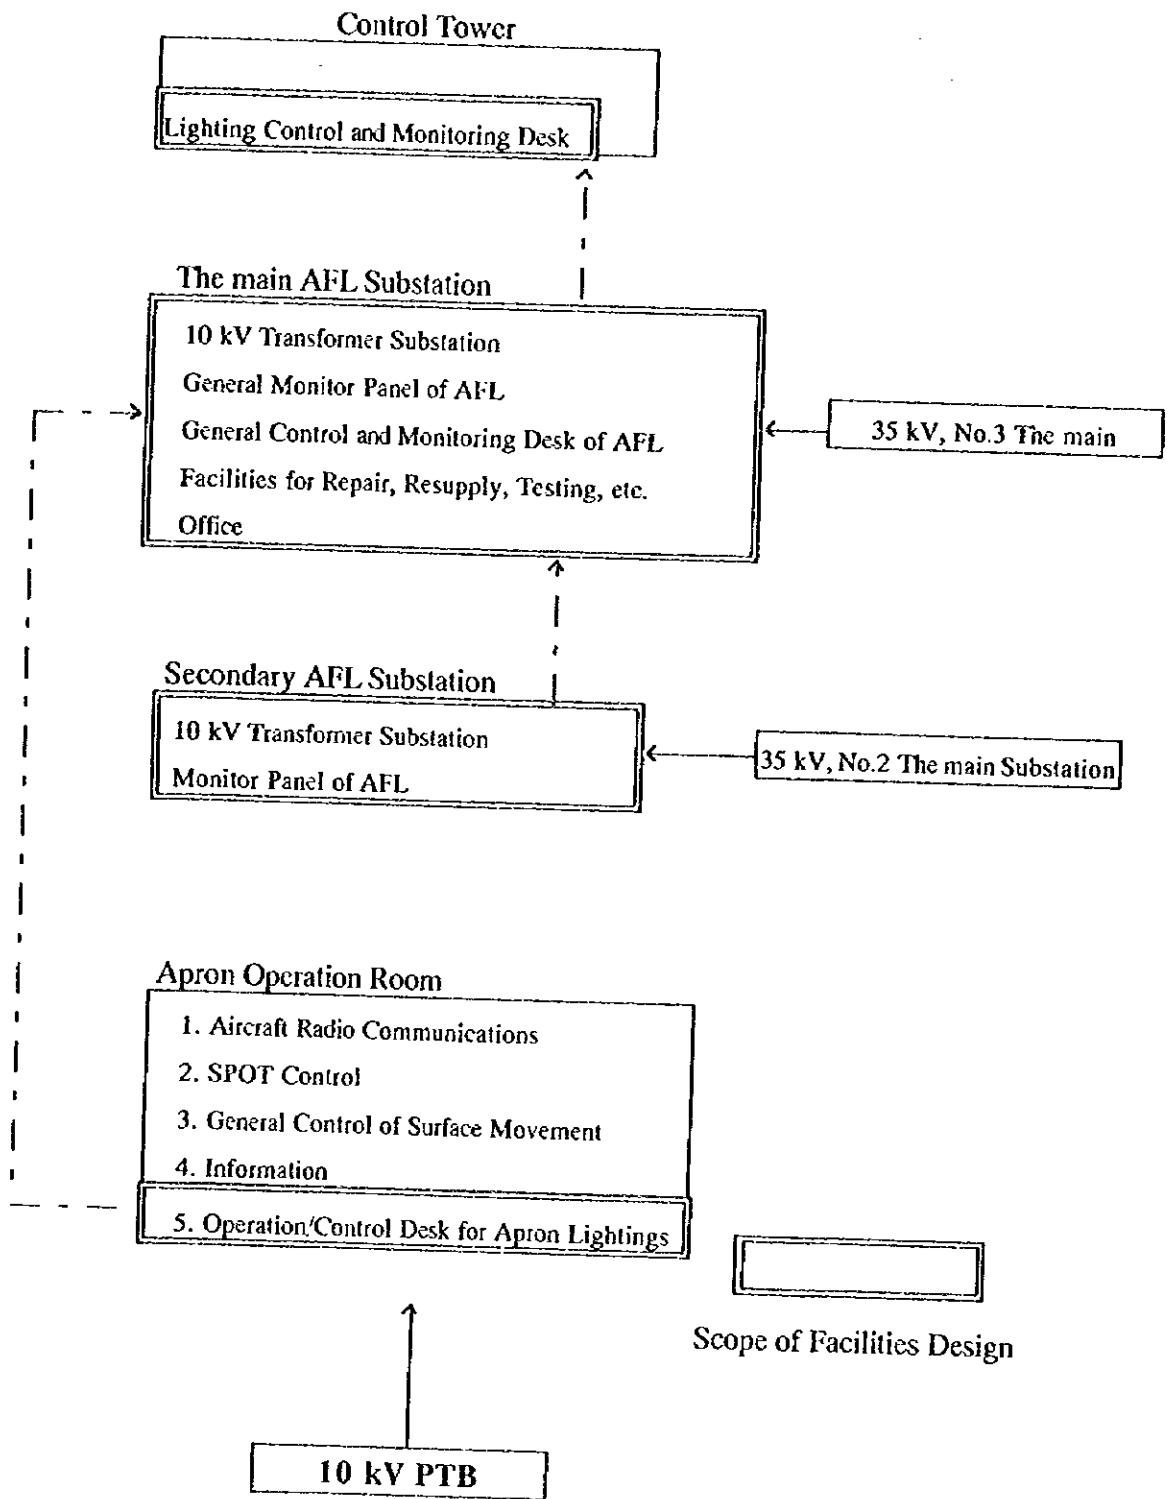 Control Tower
Lighting Control and Monitoring Desk
The main AFL Substation
10 kV Transformer Substation
General Monitor Panel of AFL
General Control and Monitoring Desk of AFL
Facilities for Repair, Resupply, Testing, etc.
Office
35 kV, No.3 The main
Secondary AFL Substation
10 kV Transformer Substation
Monitor Panel of AFL
35 kV, No.2 The main Substation
Apron Operation Room
1. Aircraft Radio Communications
2. SPOT Control
3. General Control of Surface Movement
4. Information
5. Operation/Control Desk for Apron Lightings
Scope of Facilities Design
10 kV PTB